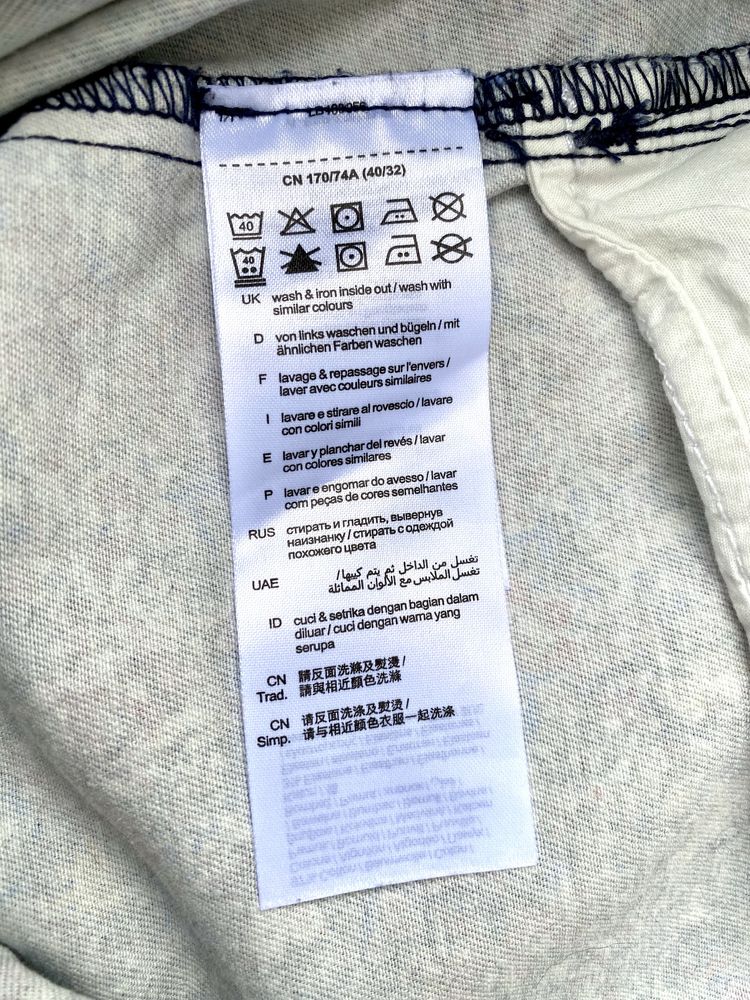 CN 170/74A (40/32)
40
40
UK wash & iron inside out / wash with
similar colours
D von links waschen und bügeln / mit
ähnlichen Farben waschen
F lavage & repassage sur l'envers /
laver avec couleurs similaires
I lavare e stirare al rovescio / lavare
con colori simili
E lavar y planchar del revés / lavar
con colores similares
P lavar e engomar do avesso / lavar
com peças de cores semelhantes
RUS стирать и гладить, вывернув
наизнанку / стирать с одеждой
похожего цвета
UAE تغسل من الداخل ثم يتم كيها /
تغسل الملابس مع الألوان المماثلة
ID cuci & setrika dengan bagian dalam
diluar / cuci dengan warna yang
serupa
CN Trad. 請反面洗滌及熨燙 /
請與相近顏色洗滌
CN Simp. 请反面洗涤及熨烫 /
请与相近颜色衣服一起洗涤